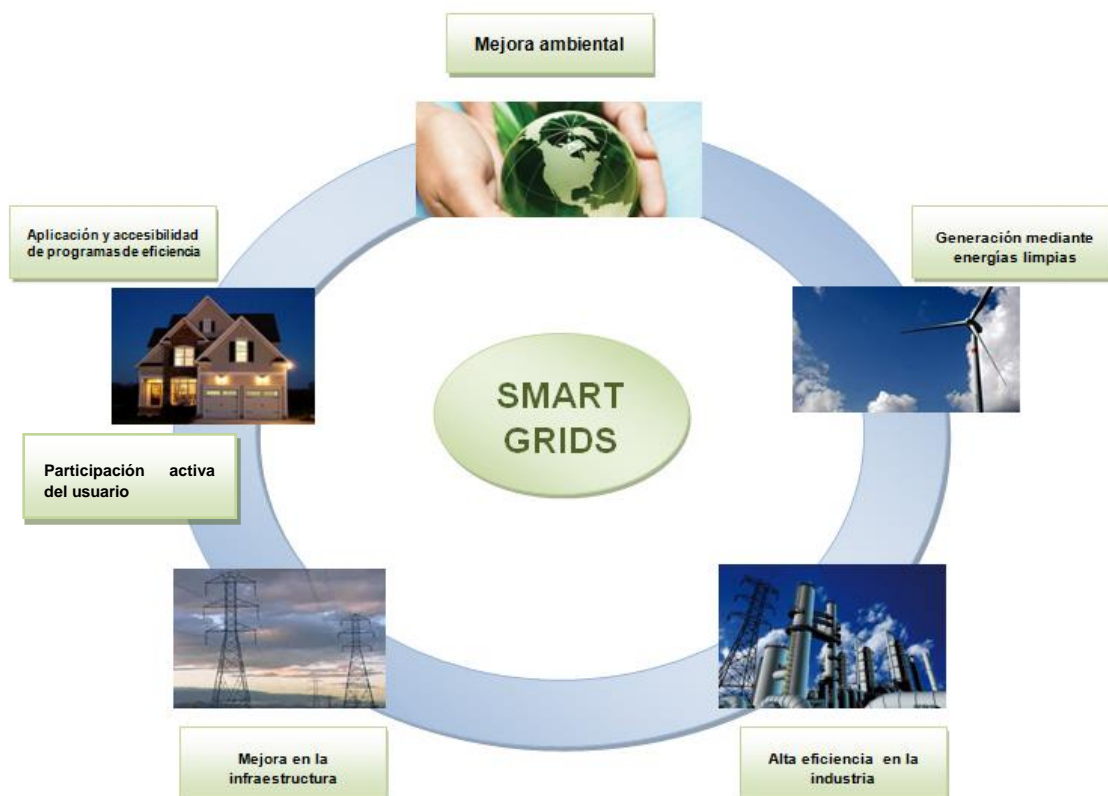 Mejora ambiental
Aplicación y accesibilidad
de programas de eficiencia
Generación mediante
energías limpias
SMART
GRIDS
Participación activa
del usuario
Mejora en la
infraestructura
Alta eficiencia en la
industria